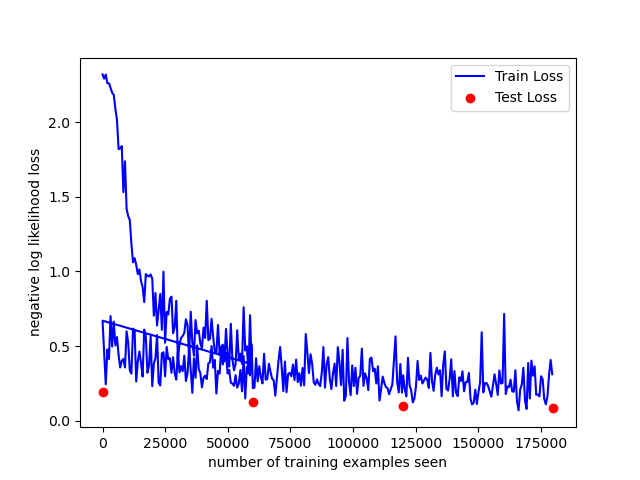 Train Loss
Test Loss
2.0
1.5
1.0
0.5
0.0
negative log likelihood loss
0 25000 50000 75000 100000 125000 150000 175000
number of training examples seen